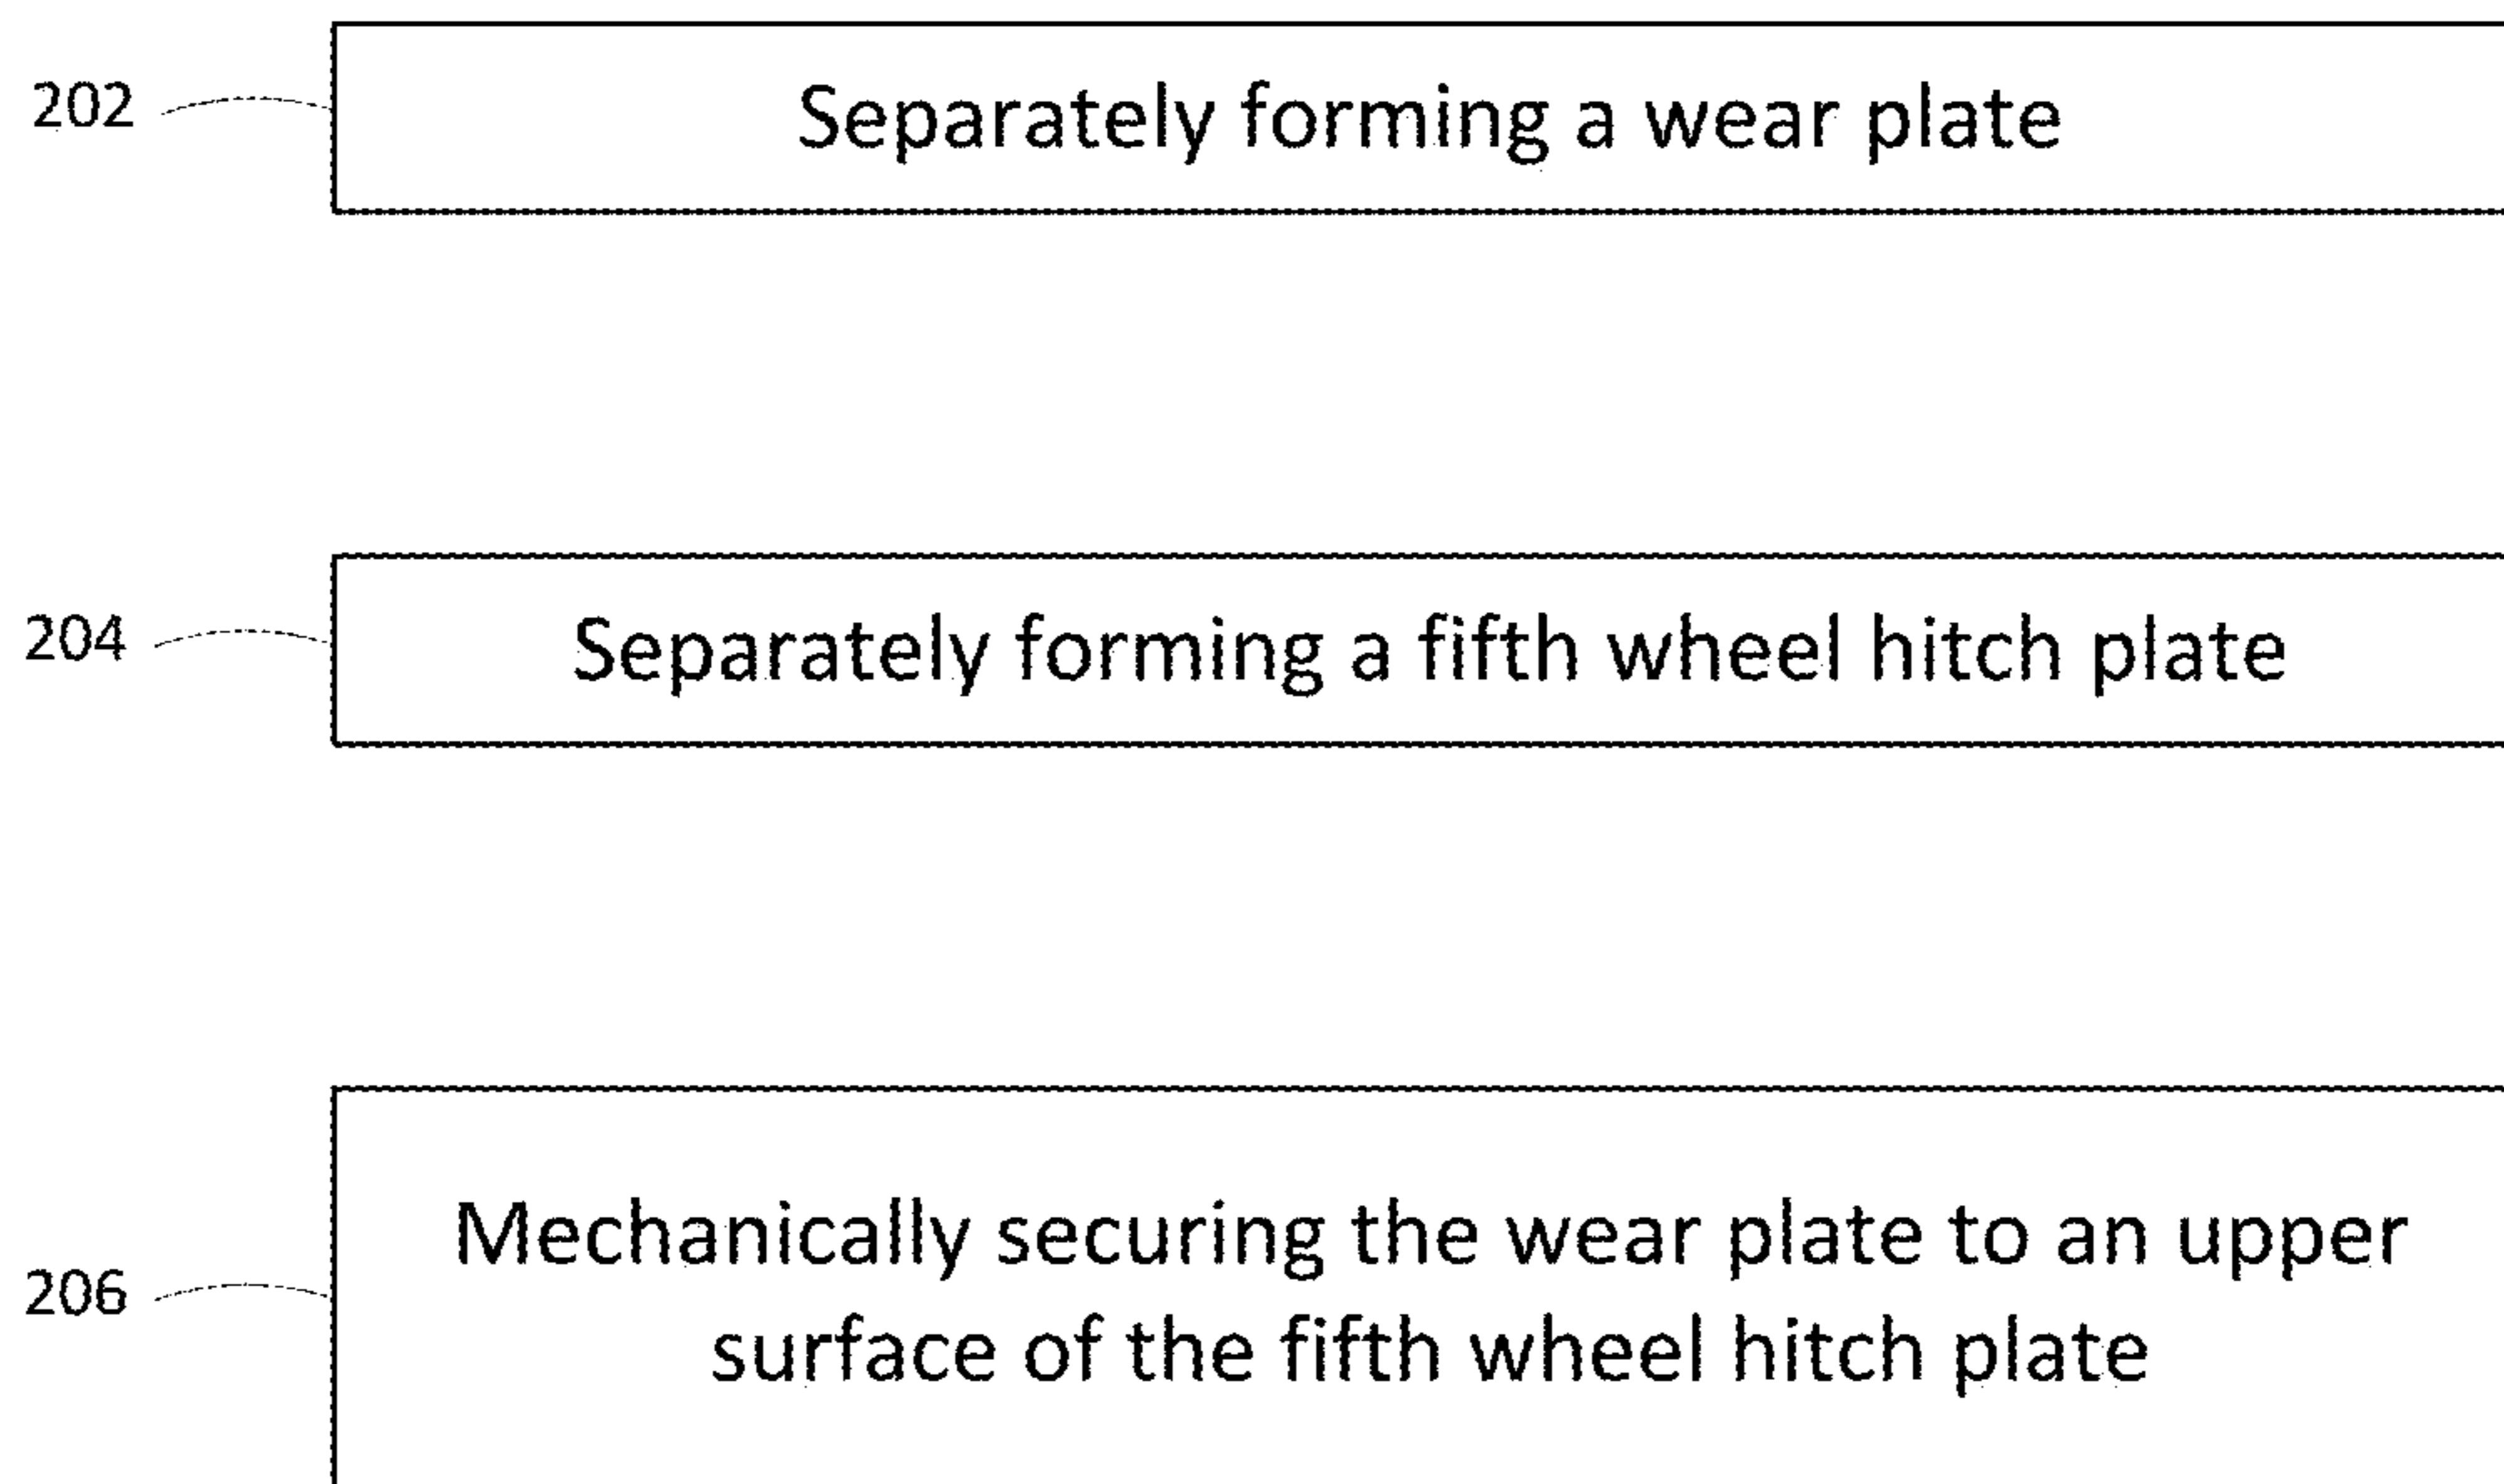 202 Separately forming a wear plate
204 Separately forming a fifth wheel hitch plate
Mechanically securing the wear plate to an upper
206
surface of the fifth wheel hitch plate